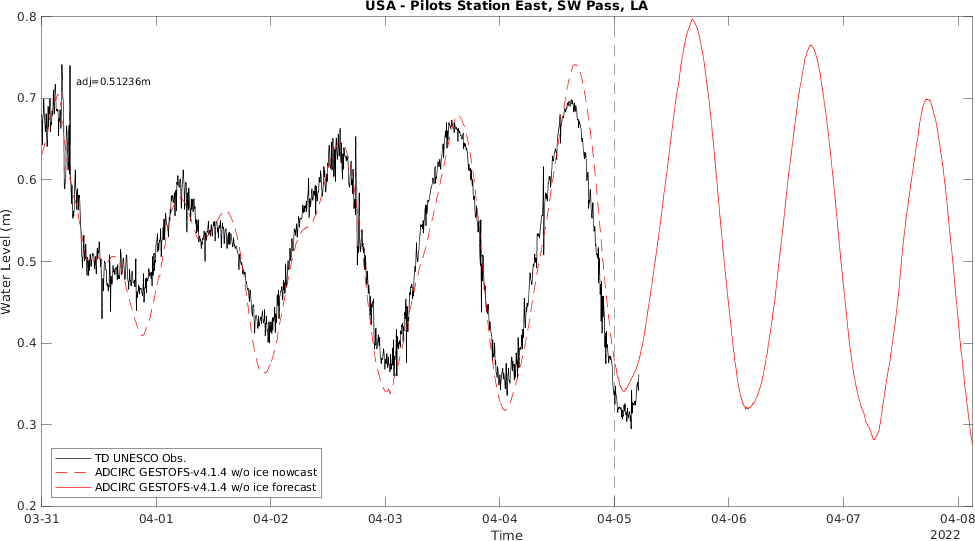 USA - Pilots Station East, SW Pass, LA
0.8
adj=0.51236m
0.7
0.6
0.5
0.4
0.3
0.2
Water Level (m)
TD UNESCO Obs.
ADCIRC GESTOFS-v4.1.4 w/o ice nowcast
ADCIRC GESTOFS-v4.1.4 w/o ice forecast
03-31 04-01 04-02 04-03 04-04 04-05 04-06 04-07 04-08
Time 2022